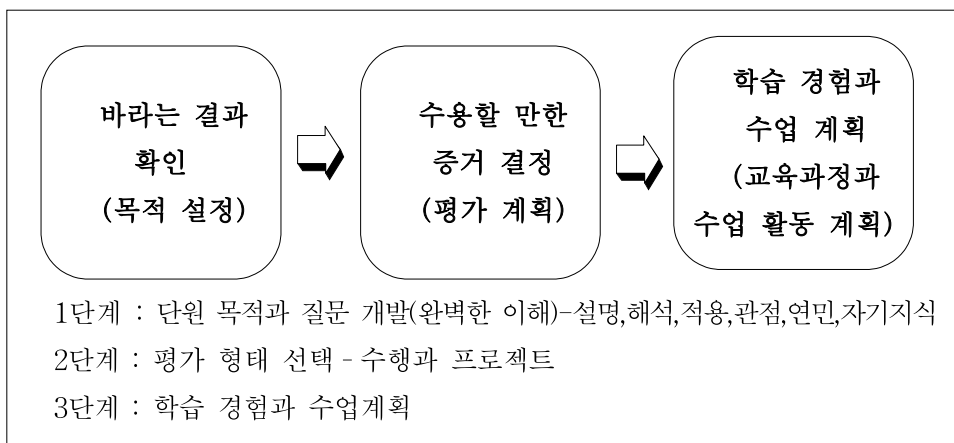 바라는 결과
확인
(목적 설정)
수용할 만한
증거 결정
(평가 계획)
학습 경험과
수업 계획
(교육과정과
수업 활동 계획)
1단계 : 단원 목적과 질문 개발(완벽한 이해)-설명,해석,적용,관점,연민,자기지식
2단계 : 평가 형태 선택 - 수행과 프로젝트
3단계 : 학습 경험과 수업계획